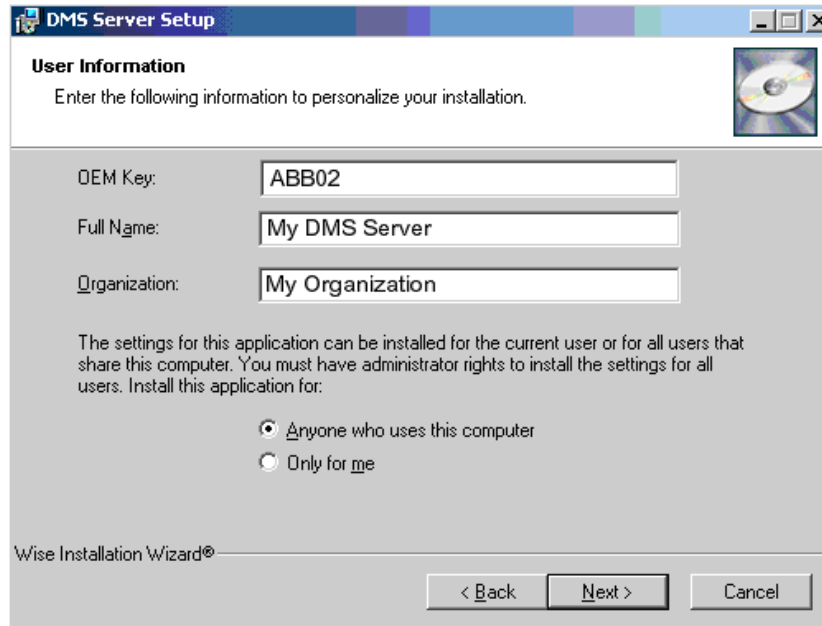 DMS Server Setup
User Information
Enter the following information to personalize your installation.
OEM Key:
ABB02
Full Name:
My DMS Server
Organization:
My Organization
The settings for this application can be installed for the current user or for all users that
share this computer. You must have administrator rights to install the settings for all
users. Install this application for:
Anyone who uses this computer
Only for me
Wise Installation Wizard®
< Back
Next >
Cancel